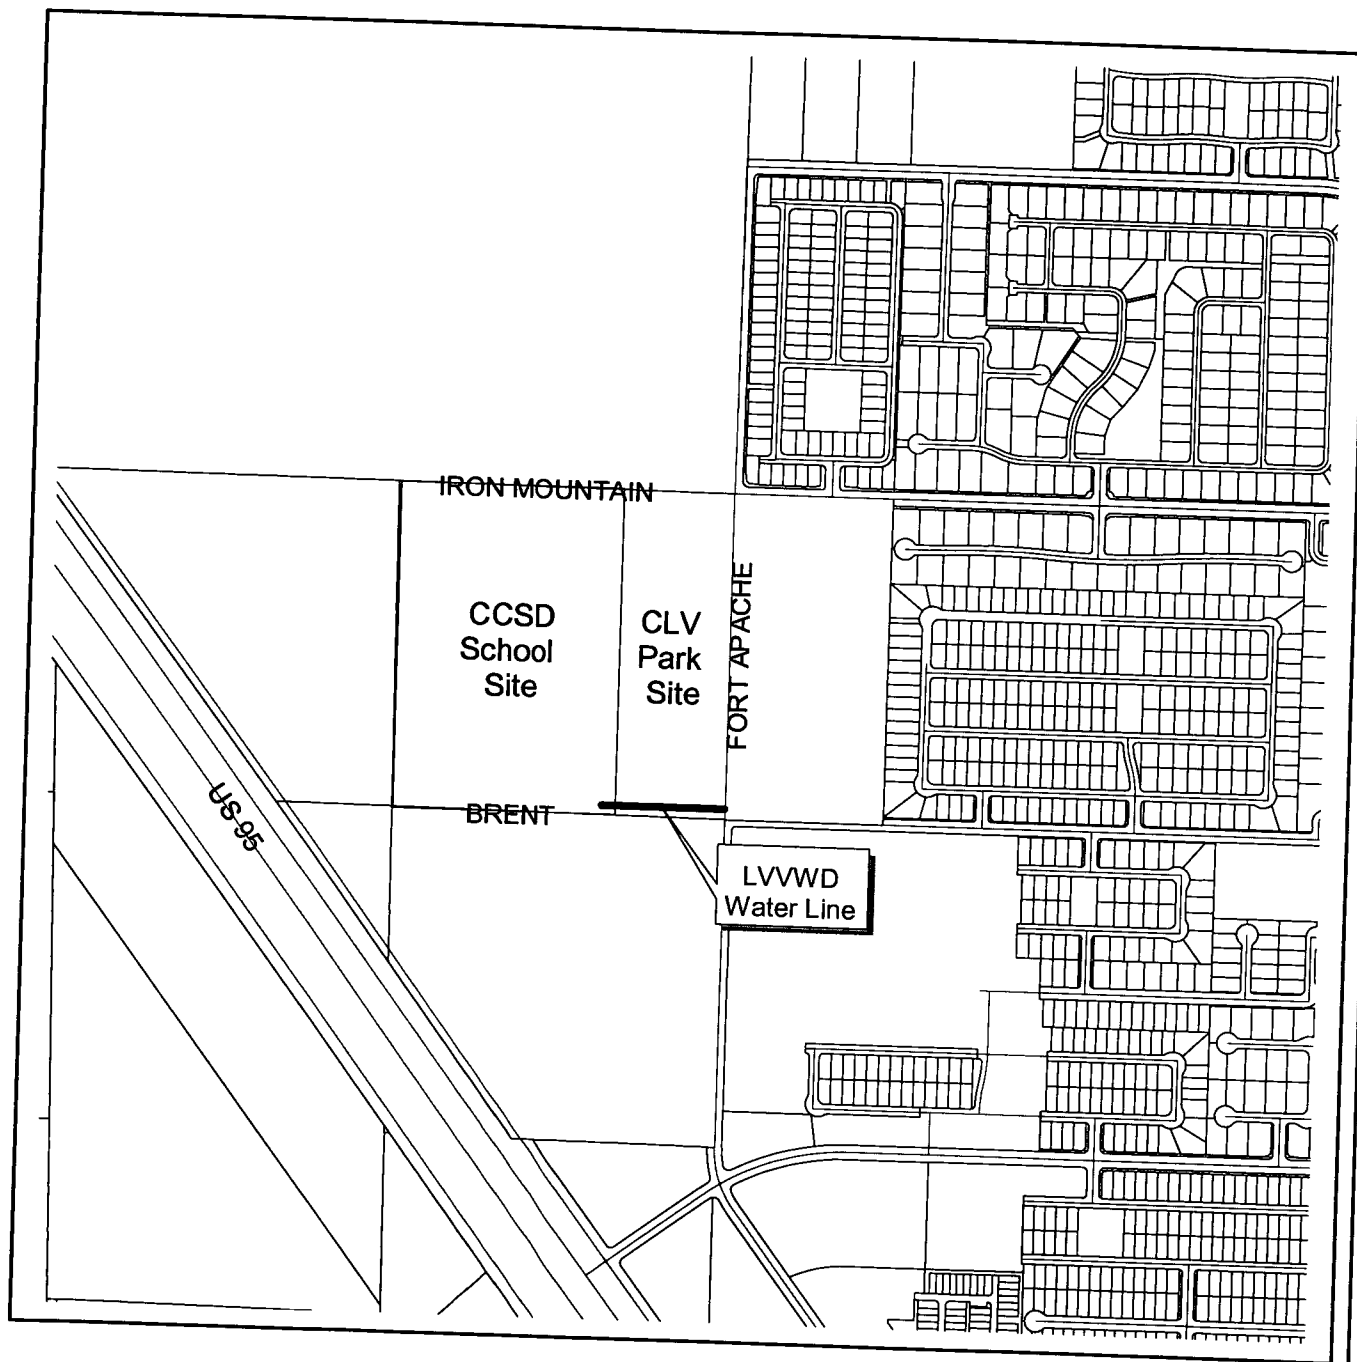 IRON MOUNTAIN
CCSD
School
Site
CLV
Park
Site
FORT APACHE
US 95
BRENT
LVVWD
Water Line